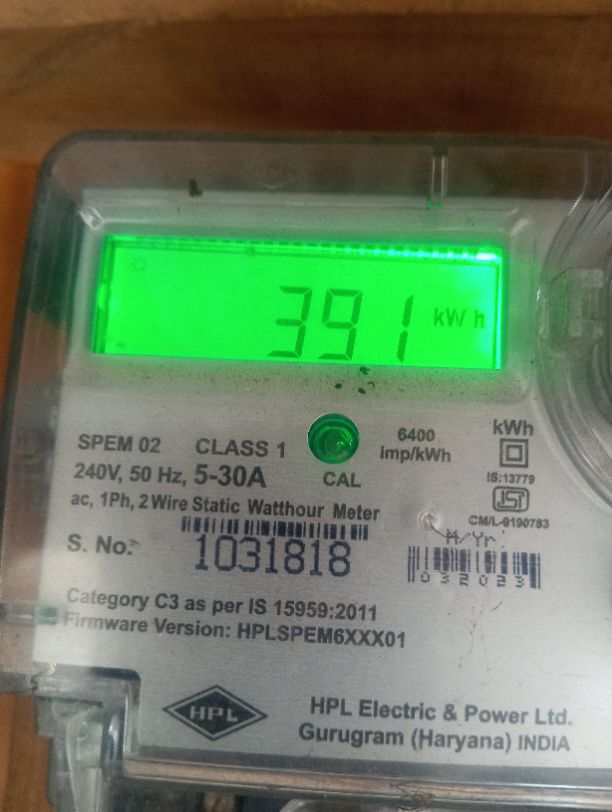 391 kWh
SPEM 02 CLASS 1
240V, 50 Hz, 5-30A
ac, 1Ph, 2 Wire Static Watthour Meter
CAL
6400
imp/kWh
kWh
IS:13779
ISI
CM/L-9190783
S. No. 1031818
M/Yr.
032023
Category C3 as per IS 15959:2011
Firmware Version: HPLSPEM6XXX01
HPL
HPL Electric & Power Ltd.
Gurugram (Haryana) INDIA